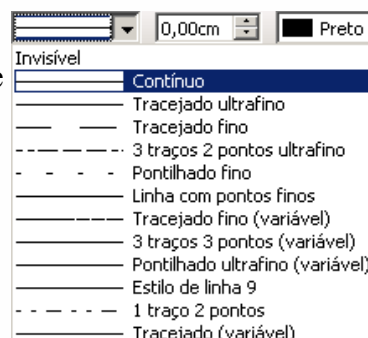 0,00cm Preto
Invisível
e
Contínuo
Tracejado ultrafino
Tracejado fino
3 traços 2 pontos ultrafino
Pontilhado fino
Linha com pontos finos
Tracejado fino (variável)
3 traços 3 pontos (variável)
Pontilhado ultrafino (variável)
Estilo de linha 9
1 traço 2 pontos
Tracejado (variável)